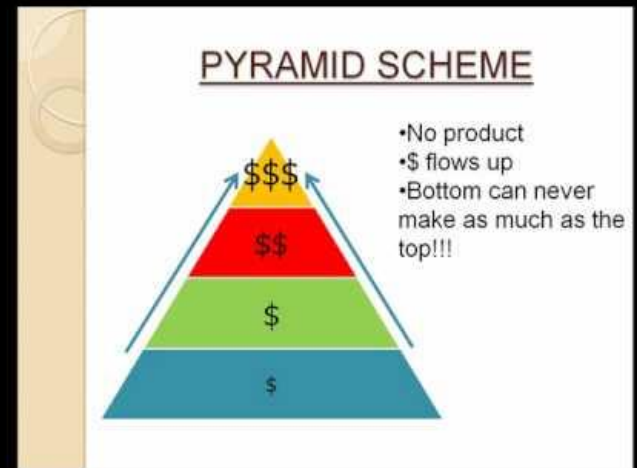 PYRAMID SCHEME
•No product
•$ flows up
•Bottom can never
make as much as the
top!!!
$$$
$$
$
$